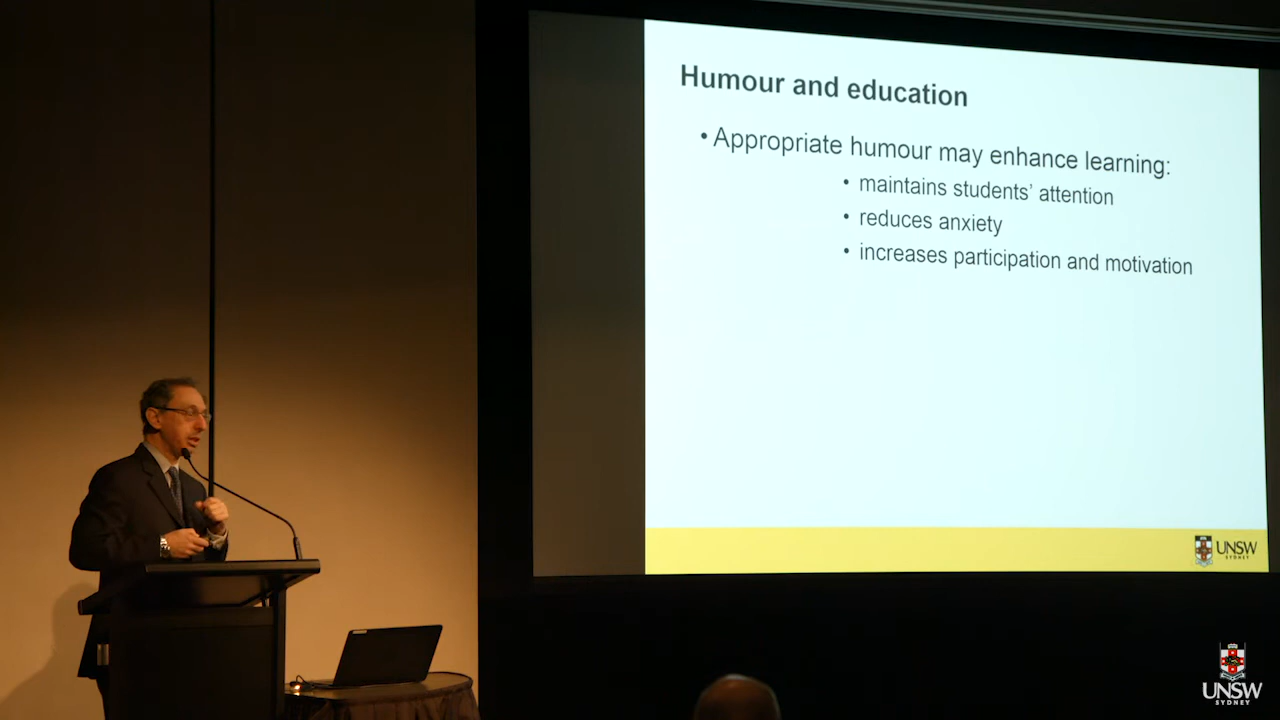 Humour and education
• Appropriate humour may enhance learning:
• maintains students’ attention
• reduces anxiety
• increases participation and motivation
UNSW
SYDNEY
UNSW
SYDNEY